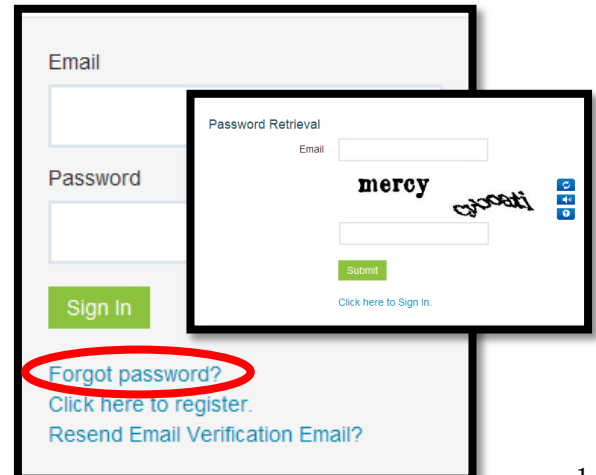 Email
Password
Sign In
Forgot password?
Click here to register.
Resend Email Verification Email?
Password Retrieval
Email
mercy
Submit
Click here to Sign In.
1